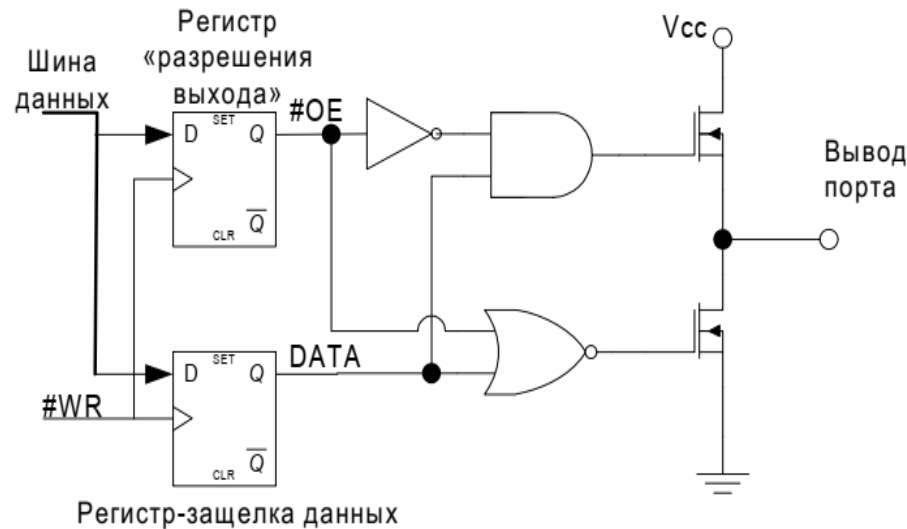 Регистр
«разрешения
выхода»
Шина
данных
Vcc
#OE
SET
D
Q
Q
CLR
Вывод
порта
SET
D
Q
DATA
#WR
Q
CLR
Регистр-защелка данных